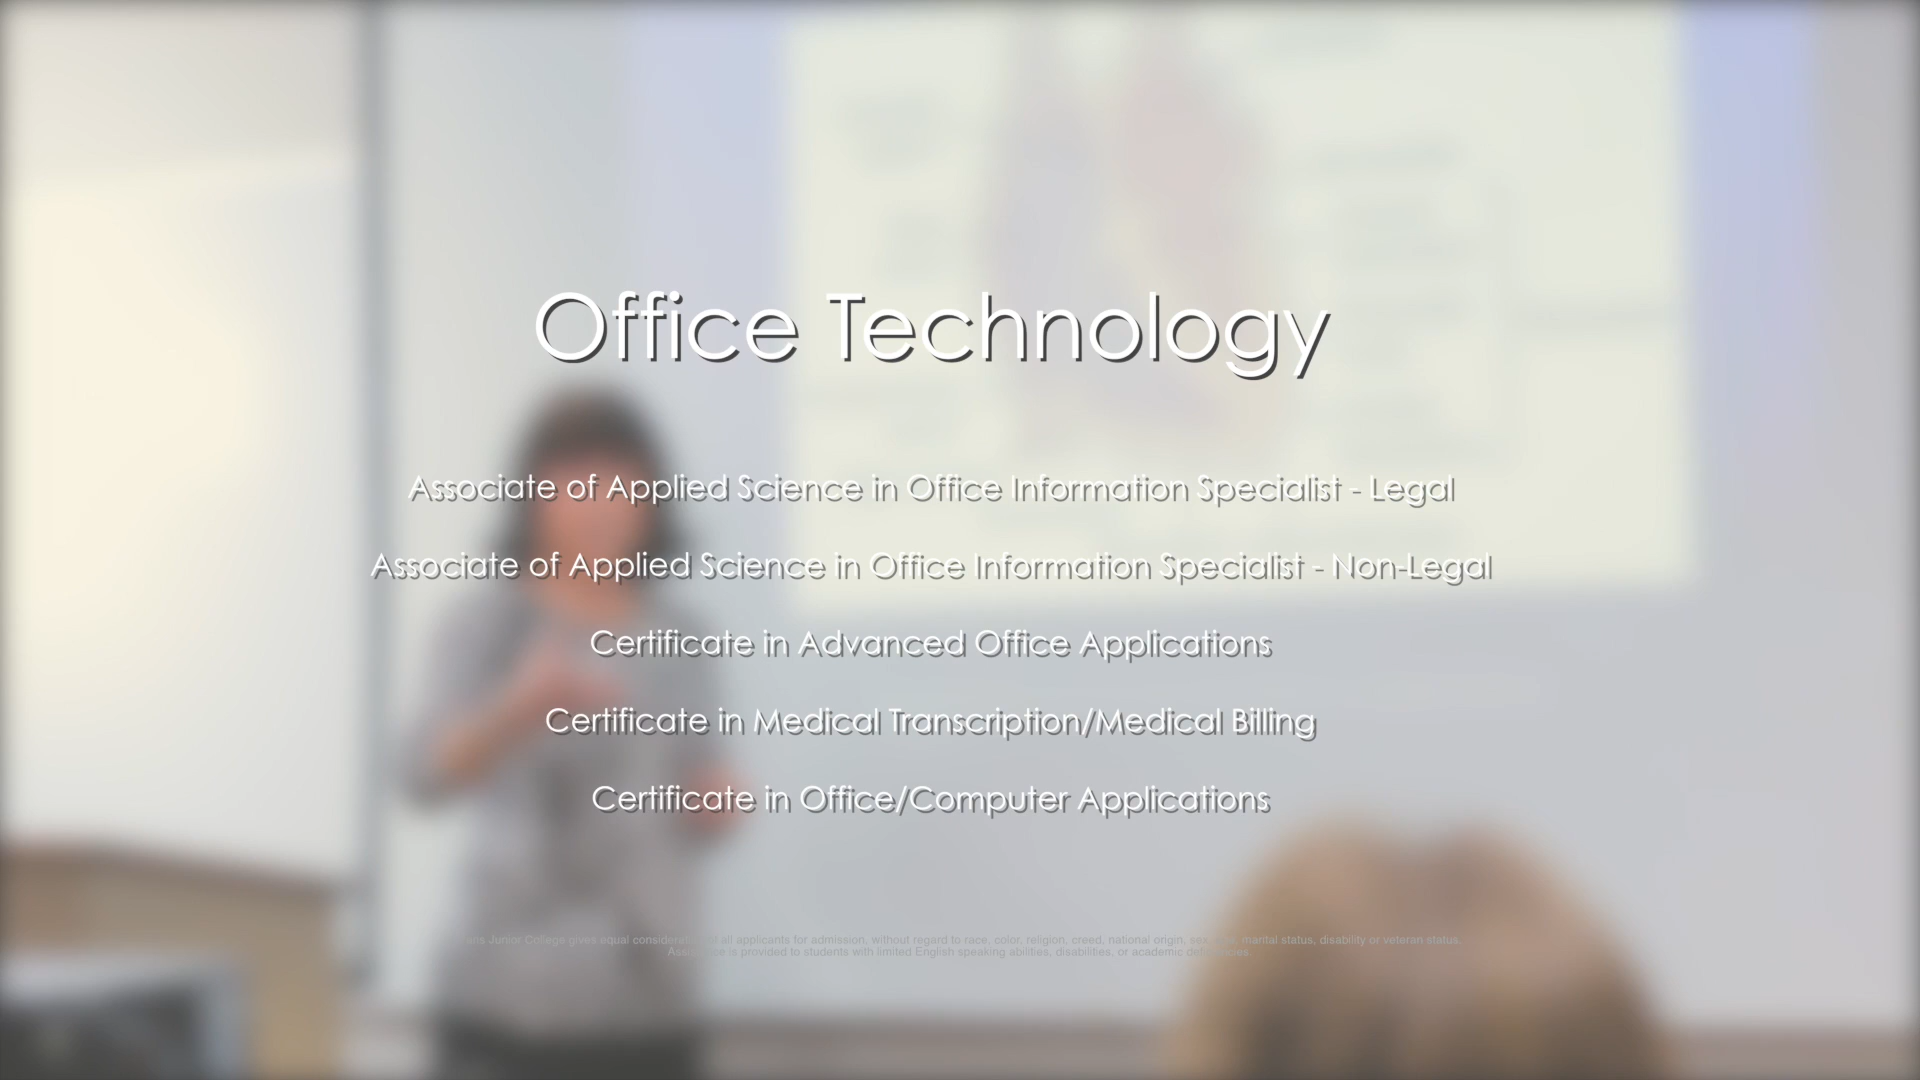 Office Technology
Associate of Applied Science in Office Information Specialist - Legal
Associate of Applied Science in Office Information Specialist - Non-Legal
Certificate in Advanced Office Applications
Certificate in Medical Transcription/Medical Billing
Certificate in Office/Computer Applications
Junior College gives equal consideration all applicants for admission, without regard to race, color, religion, creed, national origin, marital status, disability or veteran status.
is provided to students with limited English speaking abilities, disabilities, or academic